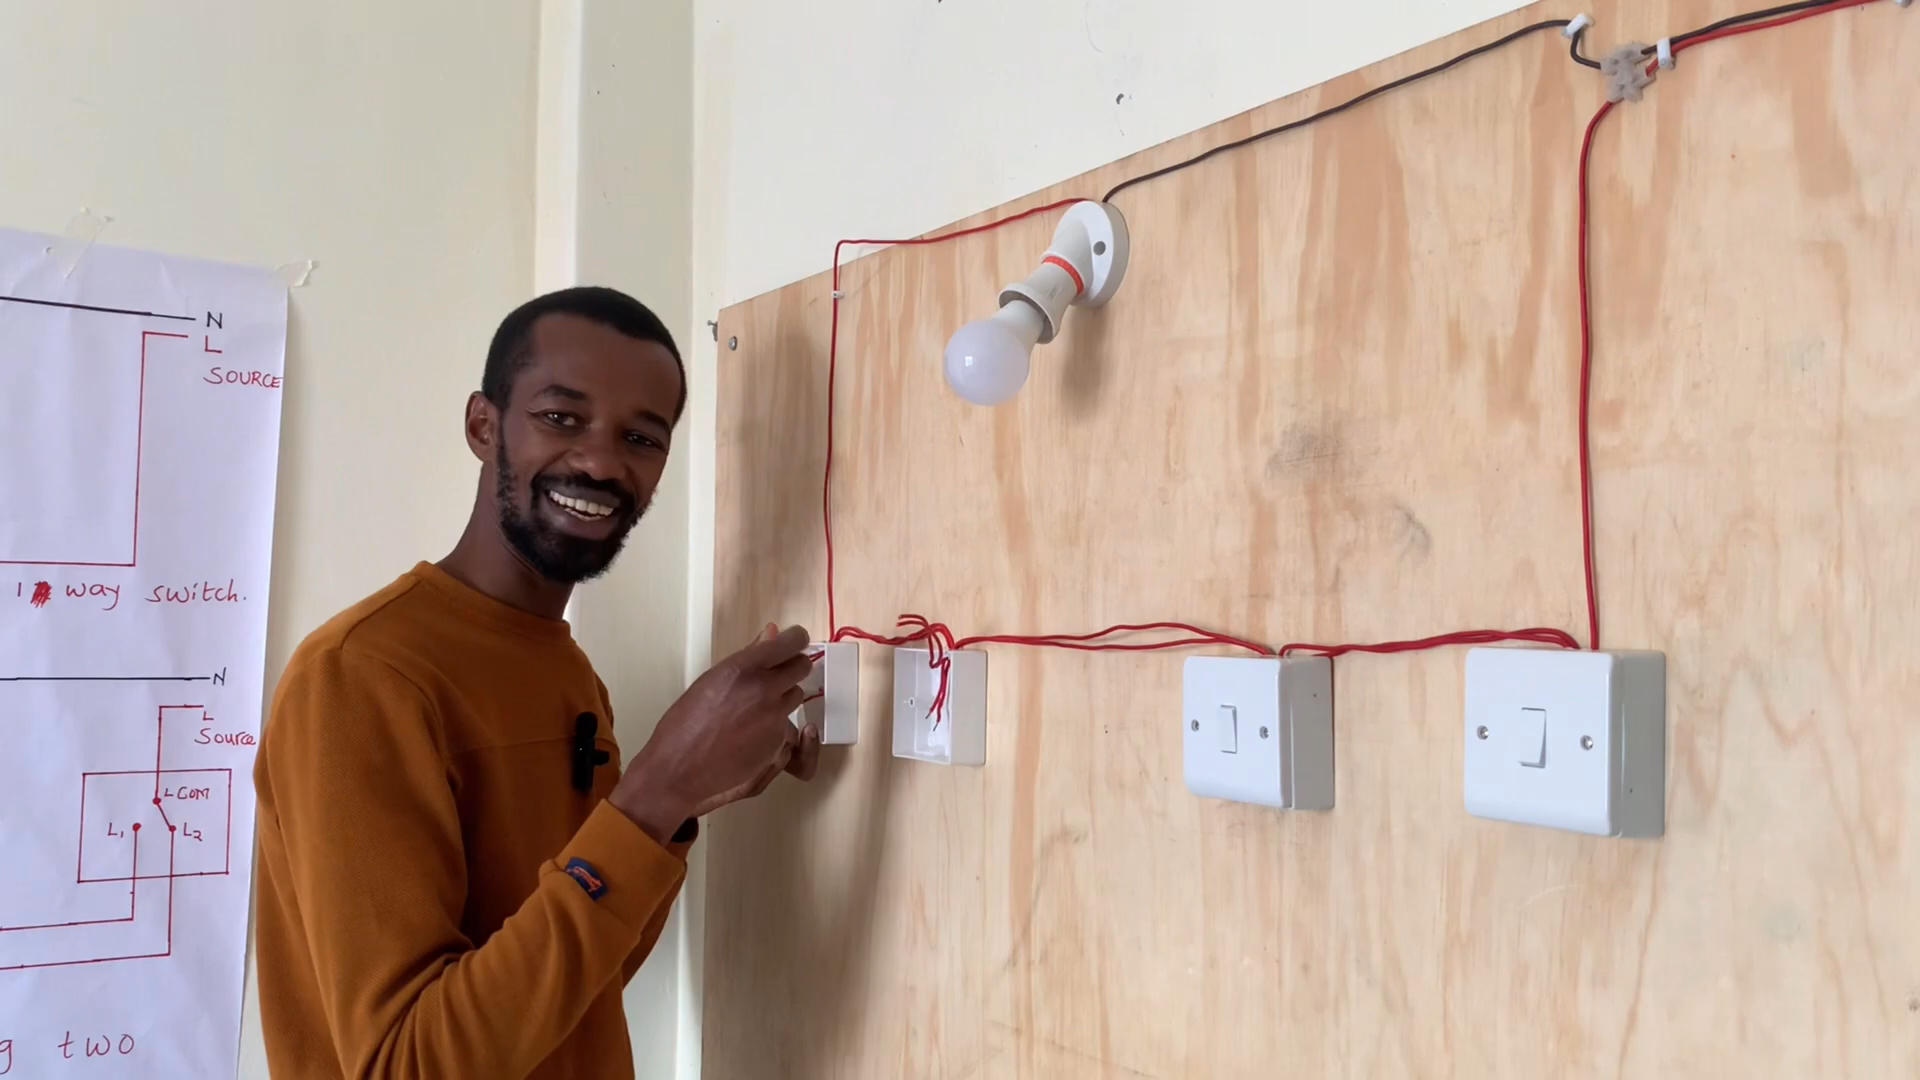 N
L
SOURCE
1 way switch.
N
L
Source
L COM
L1 L2
g two